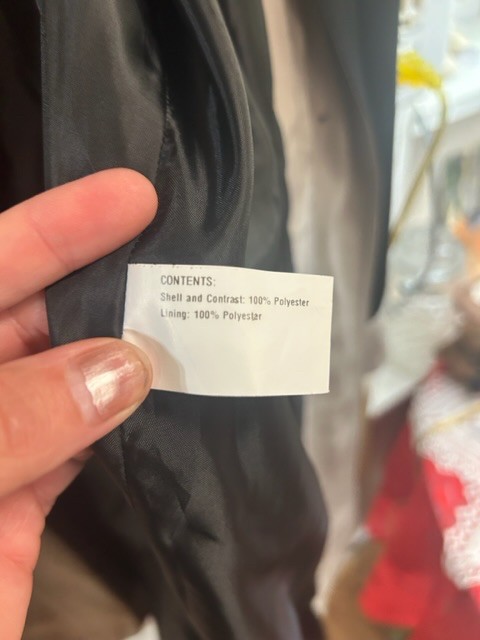 CONTENTS:
Shell and Contrast: 100% Polyester
Lining: 100% Polyester